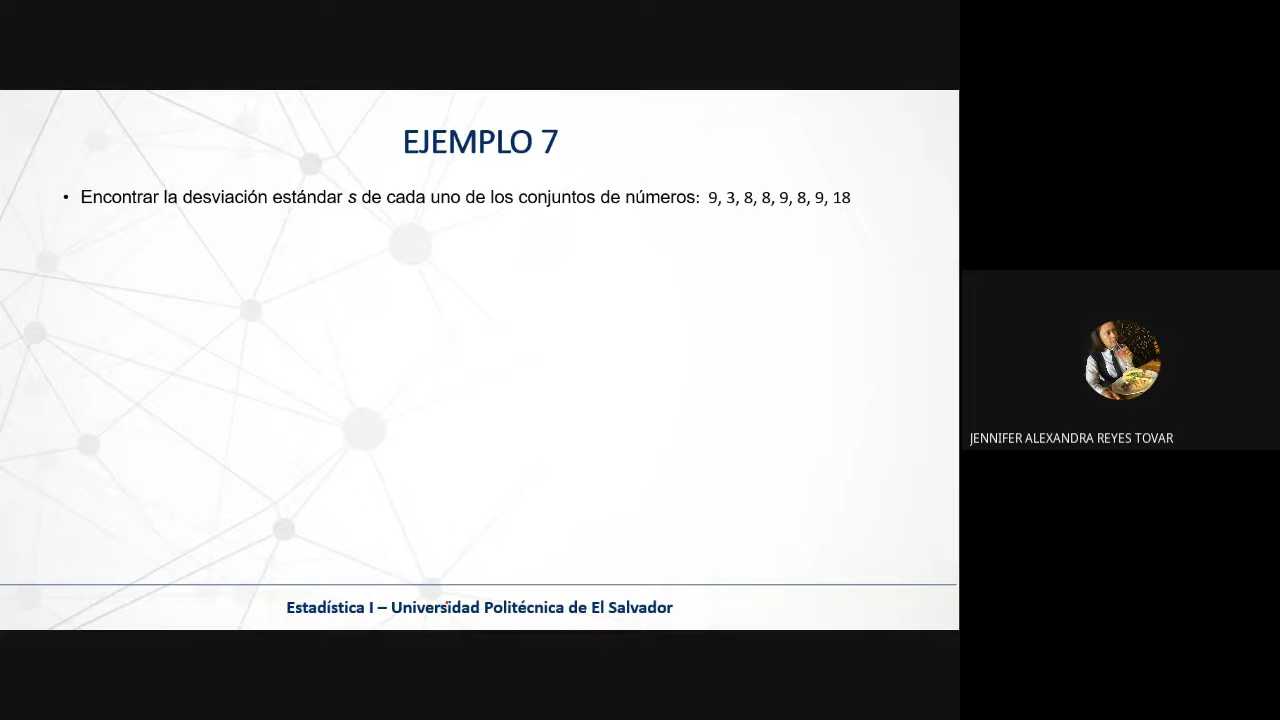 EJEMPLO 7
• Encontrar la desviación estándar s de cada uno de los conjuntos de números: 9, 3, 8, 8, 9, 8, 9, 18
JENNIFER ALEXANDRA REYES TOVAR
Estadística I – Universidad Politécnica de El Salvador